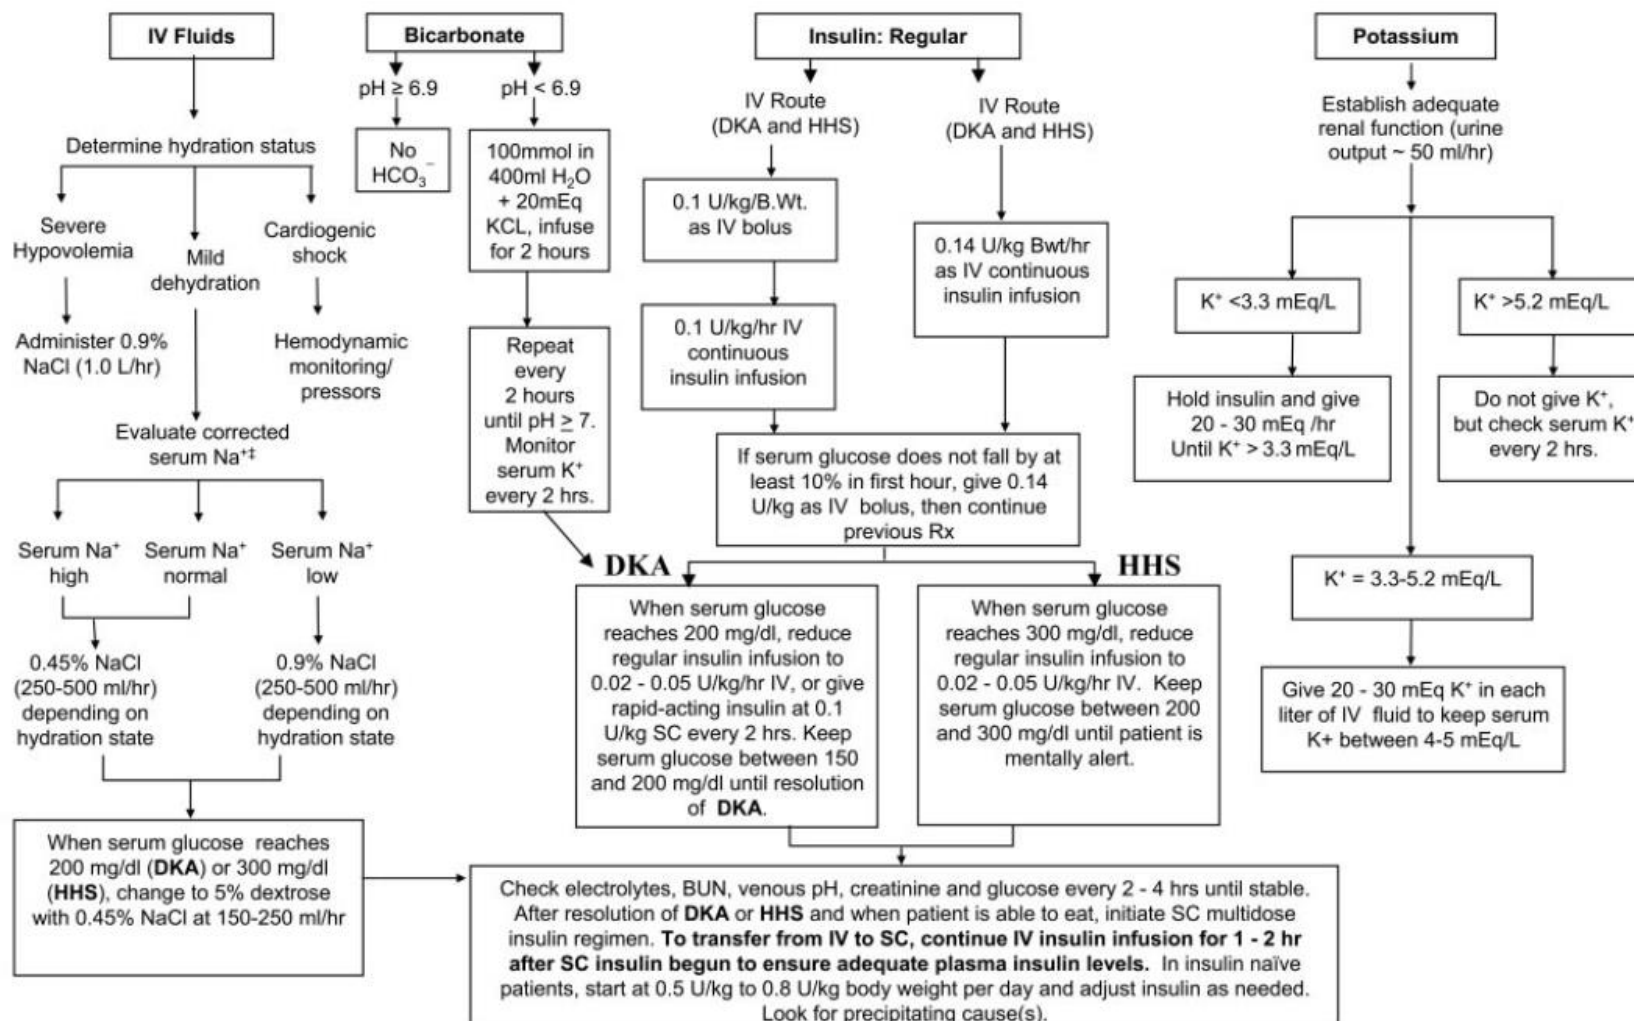 IV Fluids
Determine hydration status
Severe
Hypovolemia
Administer 0.9%
NaCl (1.0 L/hr)
Mild
dehydration
Cardiogenic
shock
Hemodynamic
monitoring/
pressors
Evaluate corrected
serum Na⁺‡
Serum Na⁺
high
Serum Na⁺
normal
Serum Na⁺
low
0.45% NaCl
(250-500 ml/hr)
depending on
hydration state
0.9% NaCl
(250-500 ml/hr)
depending on
hydration state
When serum glucose reaches
200 mg/dl (DKA) or 300 mg/dl
(HHS), change to 5% dextrose
with 0.45% NaCl at 150-250 ml/hr
Bicarbonate
pH ≥ 6.9
No
HCO₃⁻
pH < 6.9
100mmol in
400ml H₂O
+ 20mEq
KCL, infuse
for 2 hours
Repeat
every
2 hours
until pH ≥ 7.
Monitor
serum K⁺
every 2 hrs.
Insulin: Regular
IV Route
(DKA and HHS)
0.1 U/kg/B.Wt.
as IV bolus
0.1 U/kg/hr IV
continuous
insulin infusion
IV Route
(DKA and HHS)
0.14 U/kg Bwt/hr
as IV continuous
insulin infusion
If serum glucose does not fall by at
least 10% in first hour, give 0.14
U/kg as IV bolus, then continue
previous Rx
DKA
When serum glucose
reaches 200 mg/dl, reduce
regular insulin infusion to
0.02 - 0.05 U/kg/hr IV, or give
rapid-acting insulin at 0.1
U/kg SC every 2 hrs. Keep
serum glucose between 150
and 200 mg/dl until resolution
of DKA.
HHS
When serum glucose
reaches 300 mg/dl, reduce
regular insulin infusion to
0.02 - 0.05 U/kg/hr IV. Keep
serum glucose between 200
and 300 mg/dl until patient is
mentally alert.
Potassium
Establish adequate
renal function (urine
output ~ 50 ml/hr)
K⁺ <3.3 mEq/L
Hold insulin and give
20 - 30 mEq /hr
Until K⁺ > 3.3 mEq/L
K⁺ >5.2 mEq/L
Do not give K⁺,
but check serum K⁺
every 2 hrs.
K⁺ = 3.3-5.2 mEq/L
Give 20 - 30 mEq K⁺ in each
liter of IV fluid to keep serum
K+ between 4-5 mEq/L
Check electrolytes, BUN, venous pH, creatinine and glucose every 2 - 4 hrs until stable.
After resolution of DKA or HHS and when patient is able to eat, initiate SC multidose
insulin regimen. To transfer from IV to SC, continue IV insulin infusion for 1 - 2 hr
after SC insulin begun to ensure adequate plasma insulin levels. In insulin naïve
patients, start at 0.5 U/kg to 0.8 U/kg body weight per day and adjust insulin as needed.
Look for precipitating cause(s).